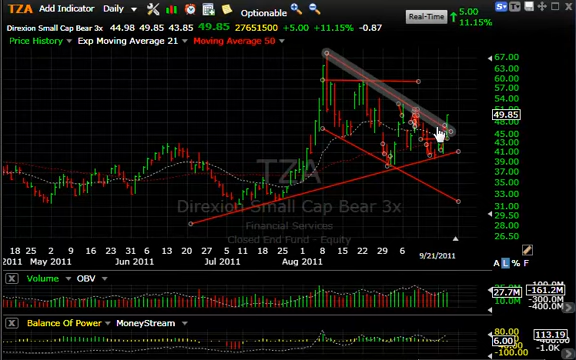 TZA Add Indicator Daily Optionable Real-Time 5.00 11.15%
Direxion Small Cap Bear 3x 44.98 49.85 43.85 49.85 27651500 +5.00 +11.15% -0.87
Price History Exp Moving Average 21 Moving Average 50
67.00
63.00
60.00
57.00
54.00
49.85
48.00
45.00
43.00
41.00
39.00
37.00
35.00
33.00
31.00
29.50
28.00
26.50
TZA
Direxion Small Cap Bear 3x
Financial Services
Closed End Fund - Equity
18 25 2 9 16 23 31 6 13 20 27 5 11 18 25 1 8 15 22 29 6 9/21/2011
2011 May 2011 Jun 2011 Jul 2011 Aug 2011
A L % F
X Volume OBV
27.7M -161.2M
-300.0M
-400.0M
X Balance Of Power MoneyStream
80.00 113.19
6.00
-100.00 -1.0K